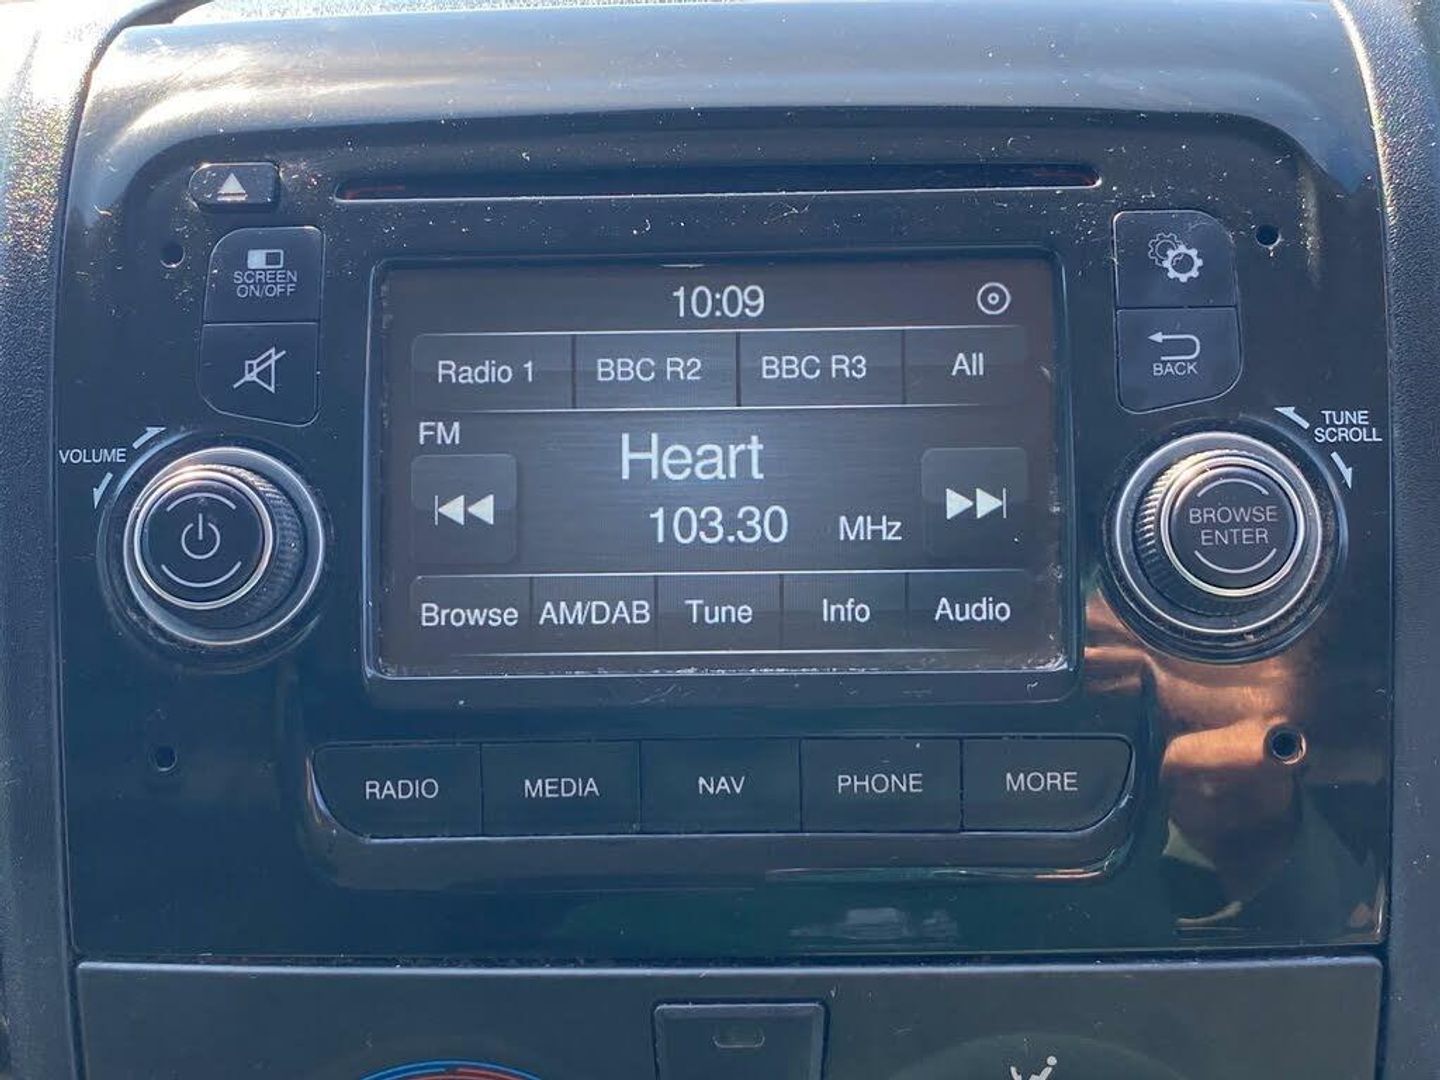 SCREEN
ON/OFF
10:09
Radio 1 BBC R2 BBC R3 All
VOLUME
TUNE
SCROLL
BACK
FM
Heart
103.30 MHz
BROWSE
ENTER
Browse AM/DAB Tune Info Audio
RADIO MEDIA NAV PHONE MORE